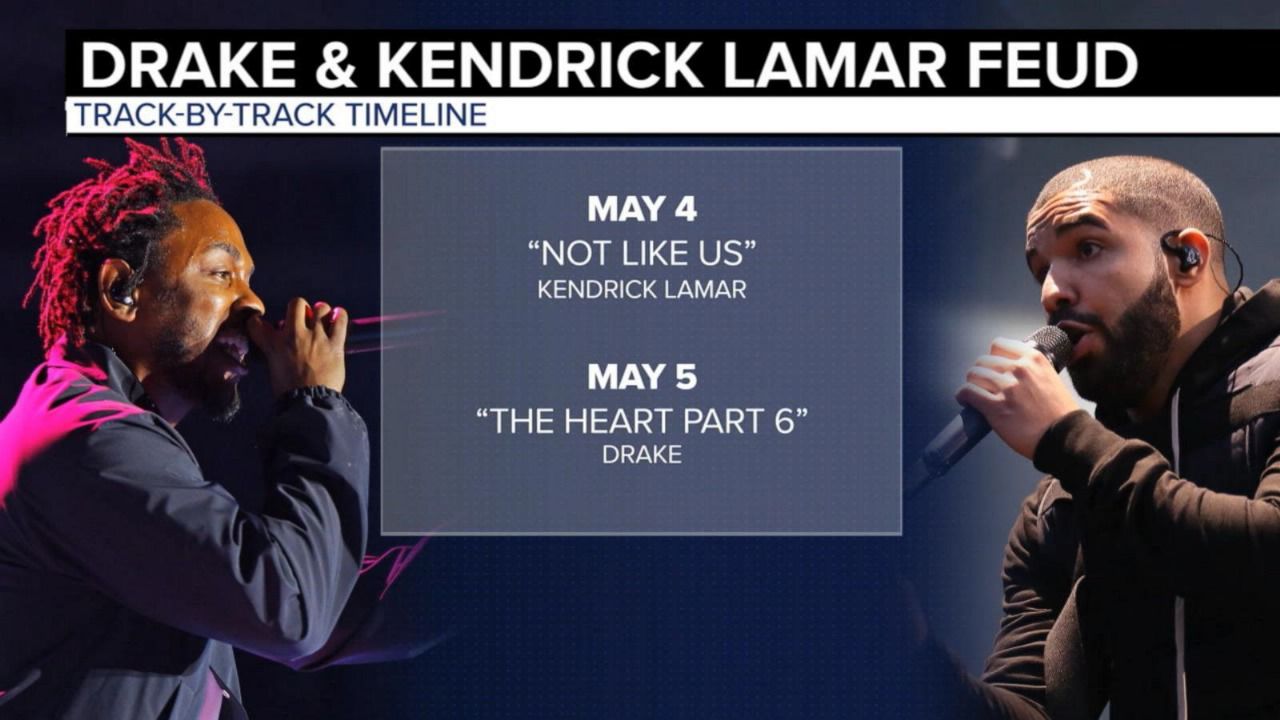 DRAKE & KENDRICK LAMAR FEUD
TRACK-BY-TRACK TIMELINE
MAY 4
“NOT LIKE US”
KENDRICK LAMAR
MAY 5
“THE HEART PART 6”
DRAKE